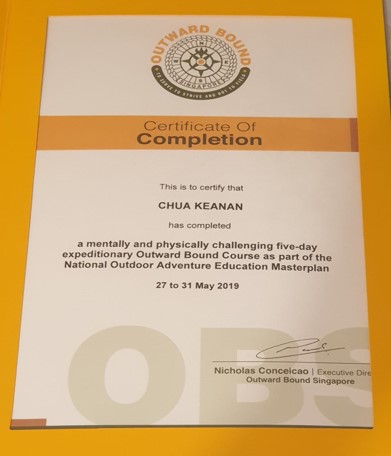 OUTWARD BOUND
SINGAPORE
TO SERVE TO STRIVE AND NOT TO YIELD
Certificate Of
Completion
This is to certify that
CHUA KEANAN
has completed
a mentally and physically challenging five-day
expeditionary Outward Bound Course as part of the
National Outdoor Adventure Education Masterplan
27 to 31 May 2019
OBS
Nicholas Conceicao | Executive Dire
Outward Bound Singapore